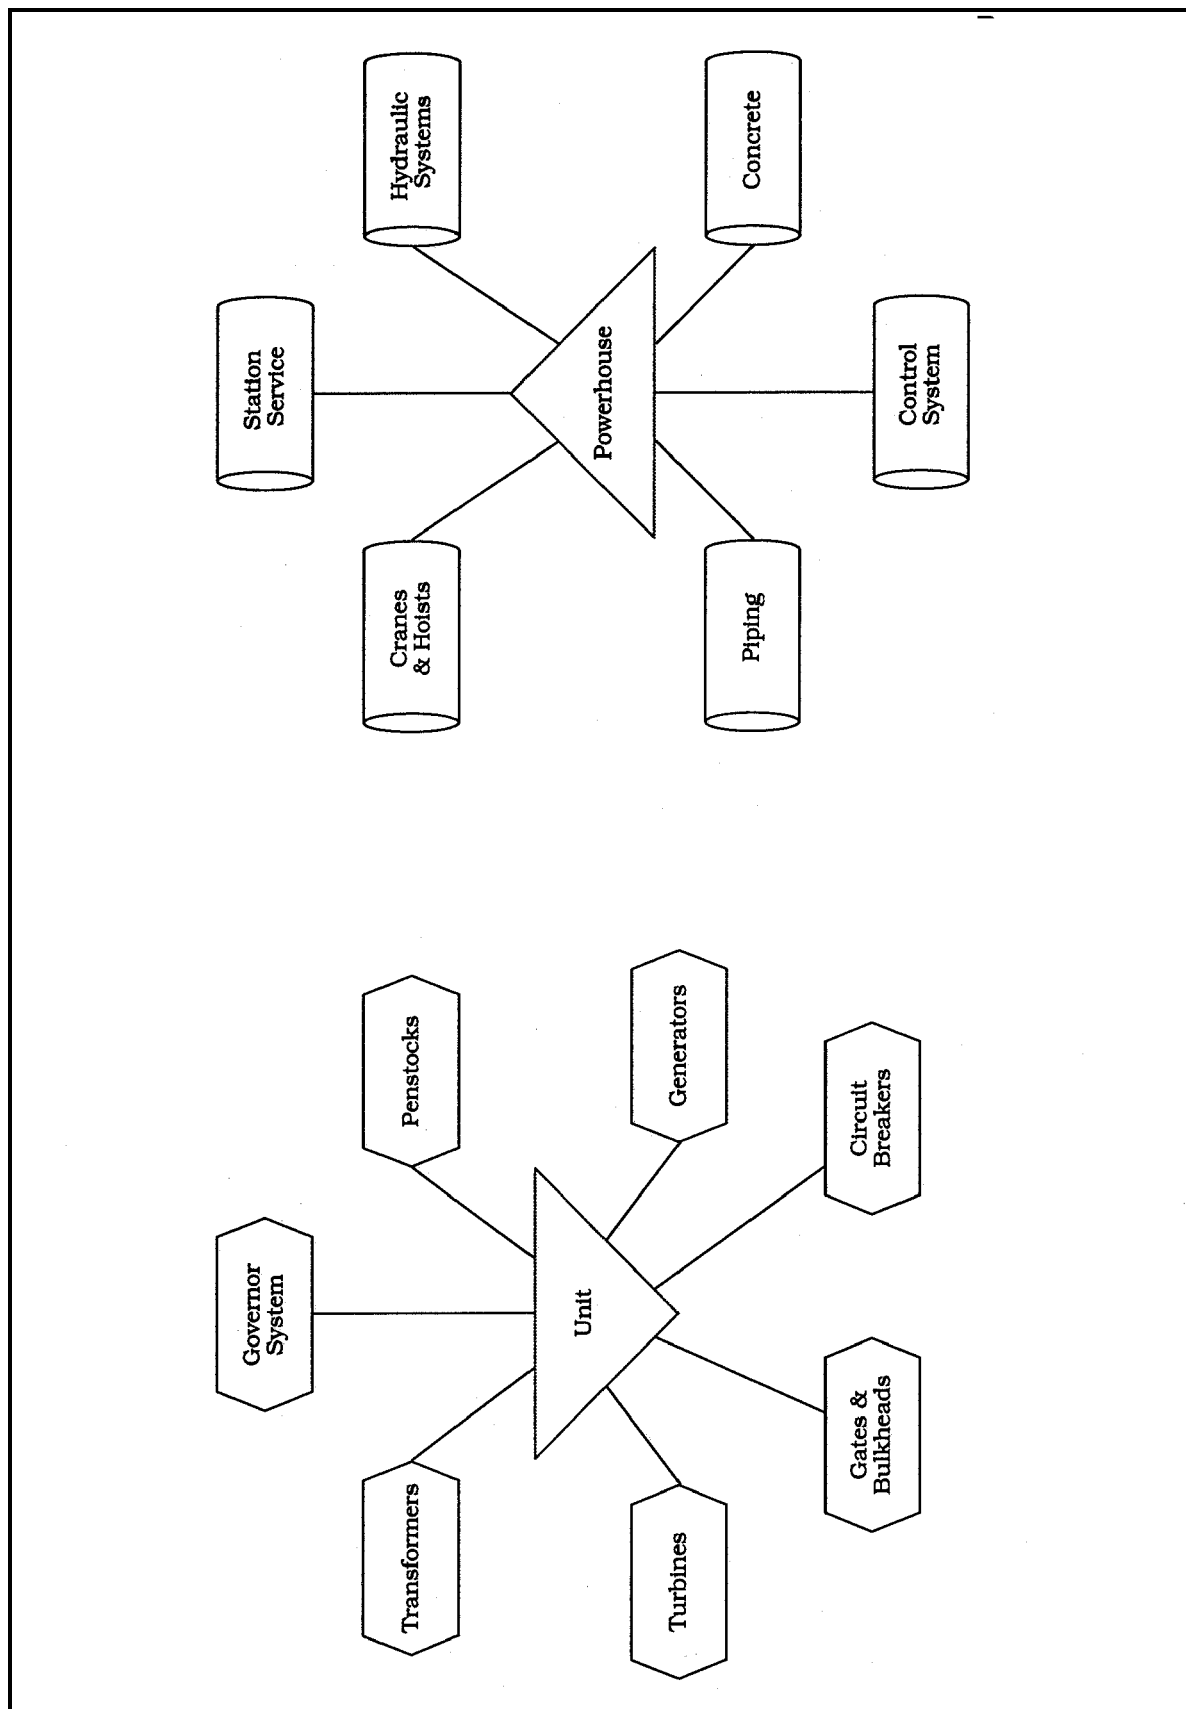 Governor
System
Transformers
Penstocks
Unit
Turbines
Generators
Gates &
Bulkheads
Circuit
Breakers
Station
Service
Cranes
& Hoists
Hydraulic
Systems
Powerhouse
Piping
Concrete
Control
System